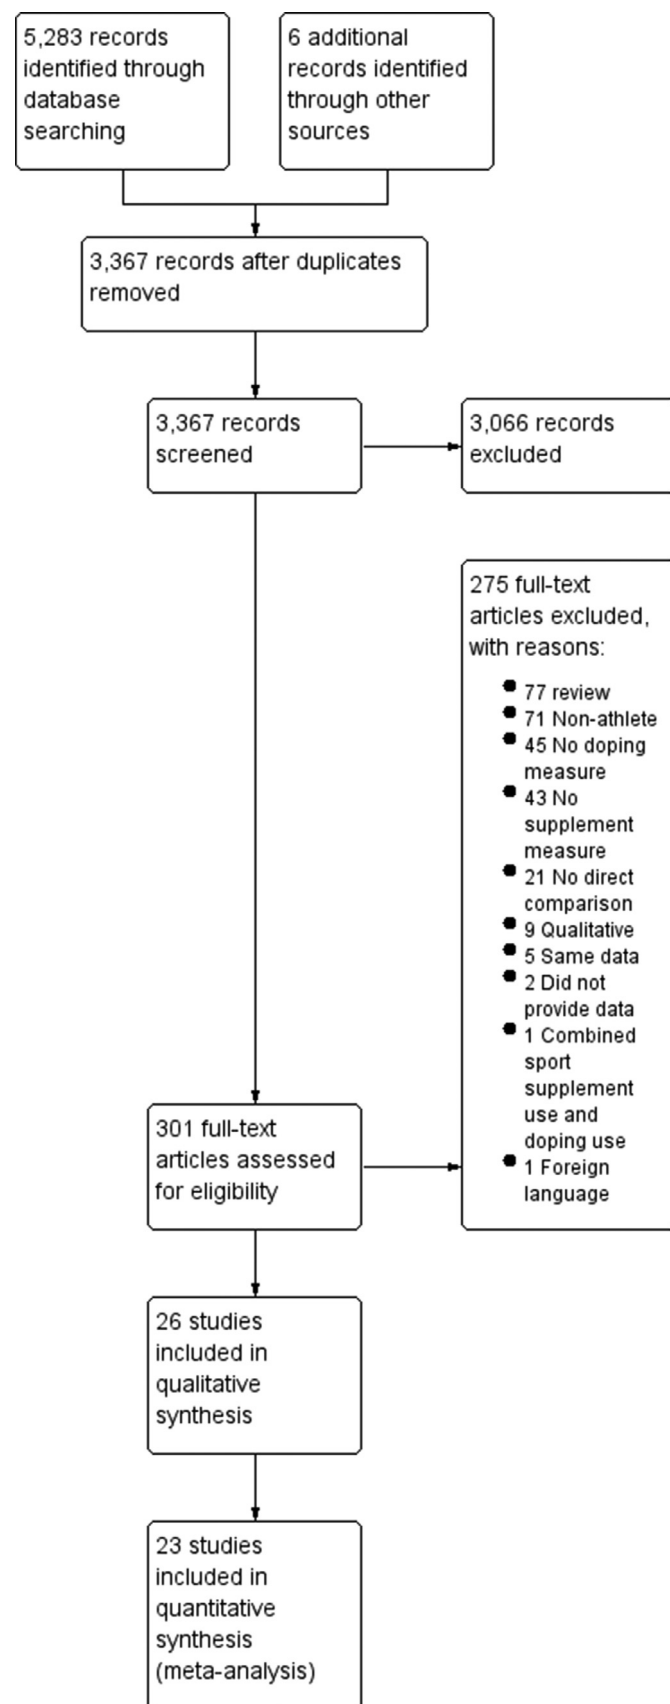 5,283 records
identified through
database
searching
6 additional
records identified
through other
sources
3,367 records after duplicates
removed
3,367 records
screened
3,066 records
excluded
275 full-text
articles excluded,
with reasons:
77 review
71 Non-athlete
45 No doping
measure
43 No
supplement
measure
21 No direct
comparison
9 Qualitative
5 Same data
2 Did not
provide data
1 Combined
sport
supplement
use and
doping use
1 Foreign
language
301 full-text
articles assessed
for eligibility
26 studies
included in
qualitative
synthesis
23 studies
included in
quantitative
synthesis
(meta-analysis)